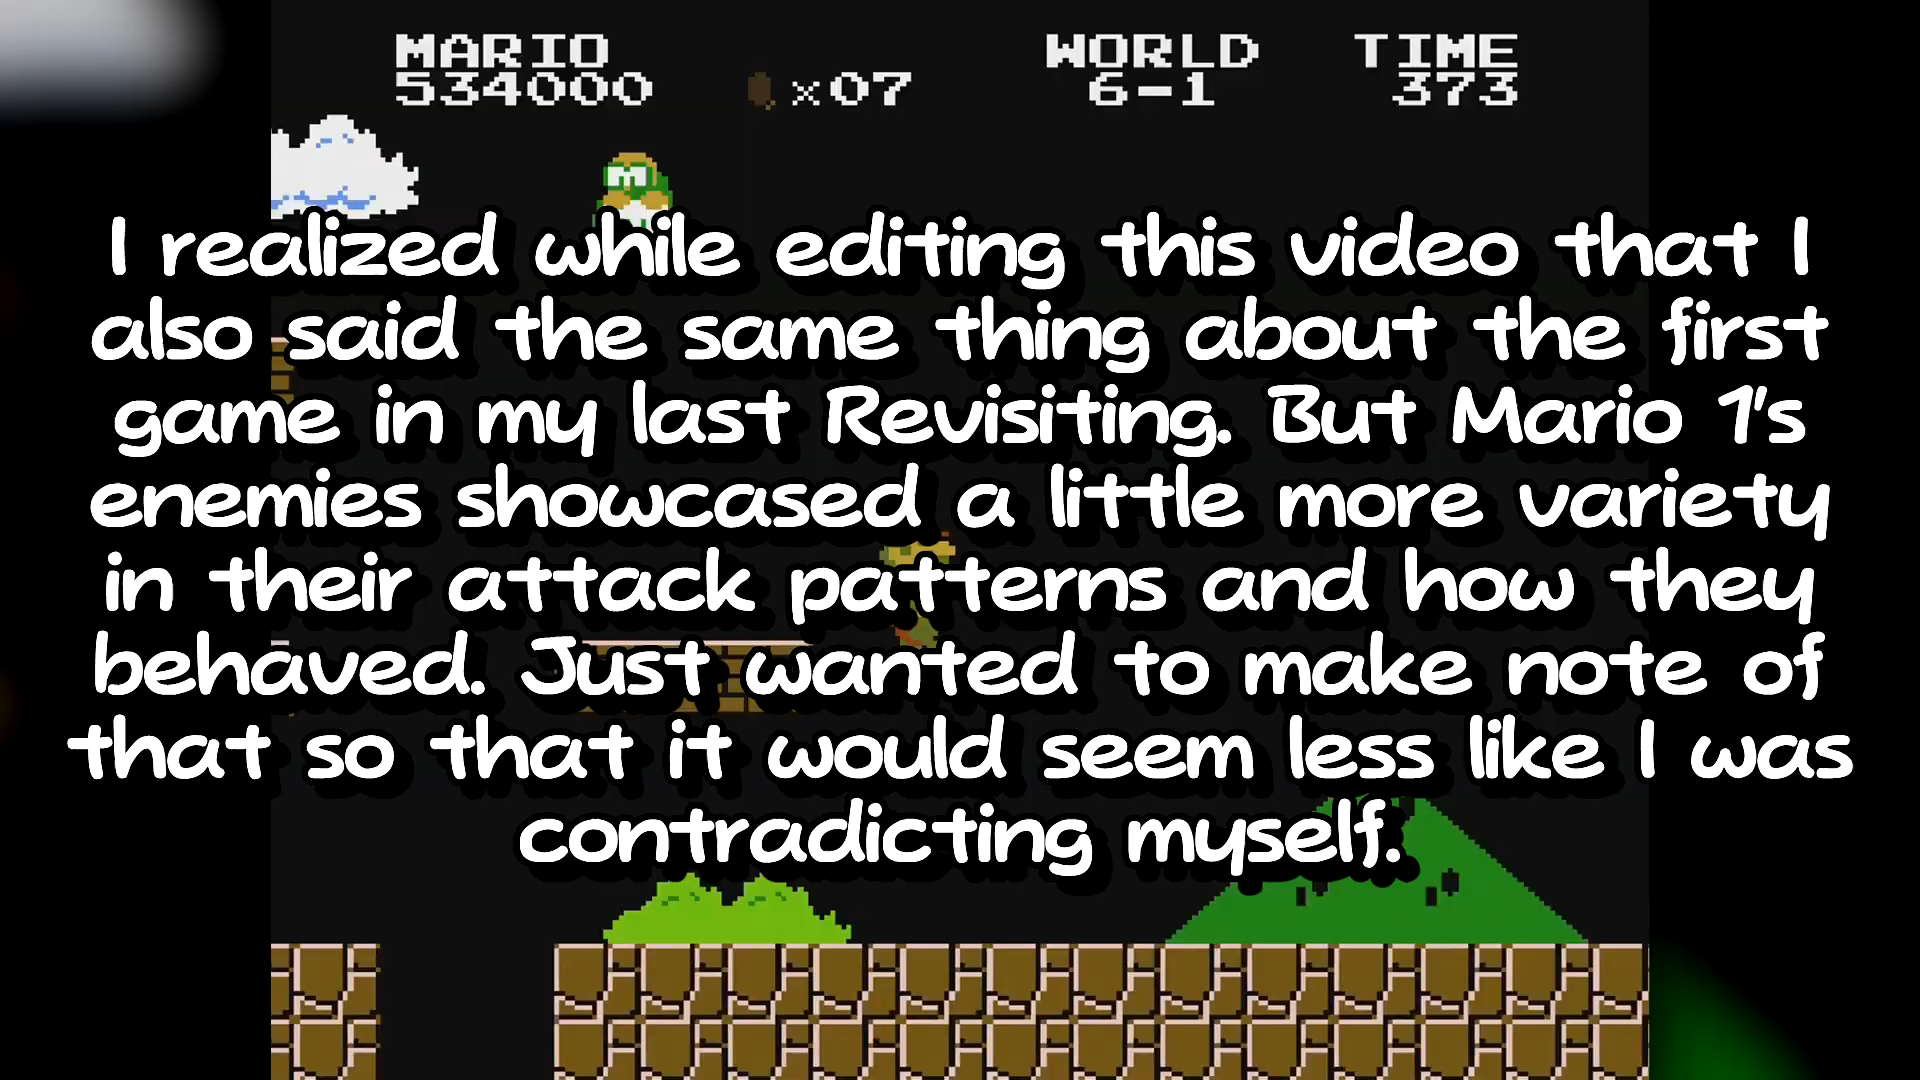 MARIO WORLD TIME
534000 x07 6-1 373
I realized while editing this video that I
also said the same thing about the first
game in my last Revisiting. But Mario 1's
enemies showcased a little more variety
in their attack patterns and how they
behaved. Just wanted to make note of
that so that it would seem less like I was
contradicting myself.